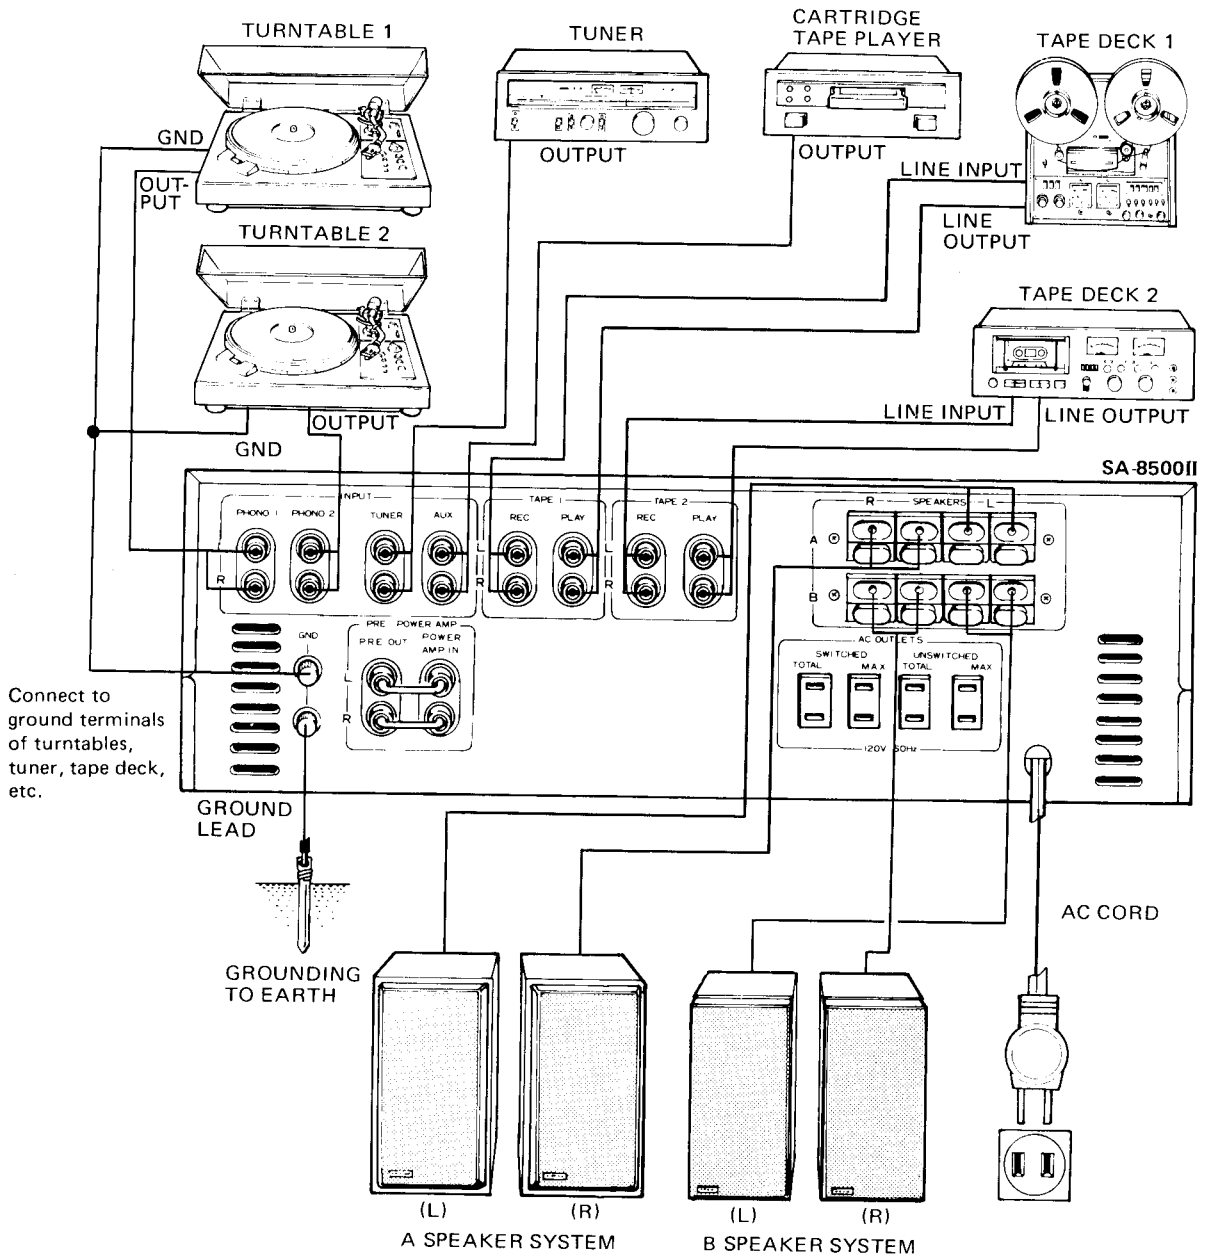 TURNTABLE 1
TUNER
CARTRIDGE
TAPE PLAYER
TAPE DECK 1
GND
OUT-
PUT
OUTPUT
OUTPUT
LINE INPUT
LINE
OUTPUT
TURNTABLE 2
TAPE DECK 2
OUTPUT
GND
LINE INPUT
LINE OUTPUT
SA-8500II
INPUT
TAPE 1
TAPE 2
R SPEAKERS L
PHONO 1
PHONO 2
TUNER
AUX
REC
PLAY
REC
PLAY
A
L
L
R
R
R
B
GND
PRE POWER AMP
PRE OUT
POWER
AMP IN
L
R
AC OUTLETS
SWITCHED
UNSWITCHED
TOTAL
MAX
TOTAL
MAX
120V 60Hz
Connect to
ground terminals
of turntables,
tuner, tape deck,
etc.
GROUND
LEAD
GROUNDING
TO EARTH
AC CORD
(L)
(R)
(L)
(R)
A SPEAKER SYSTEM
B SPEAKER SYSTEM